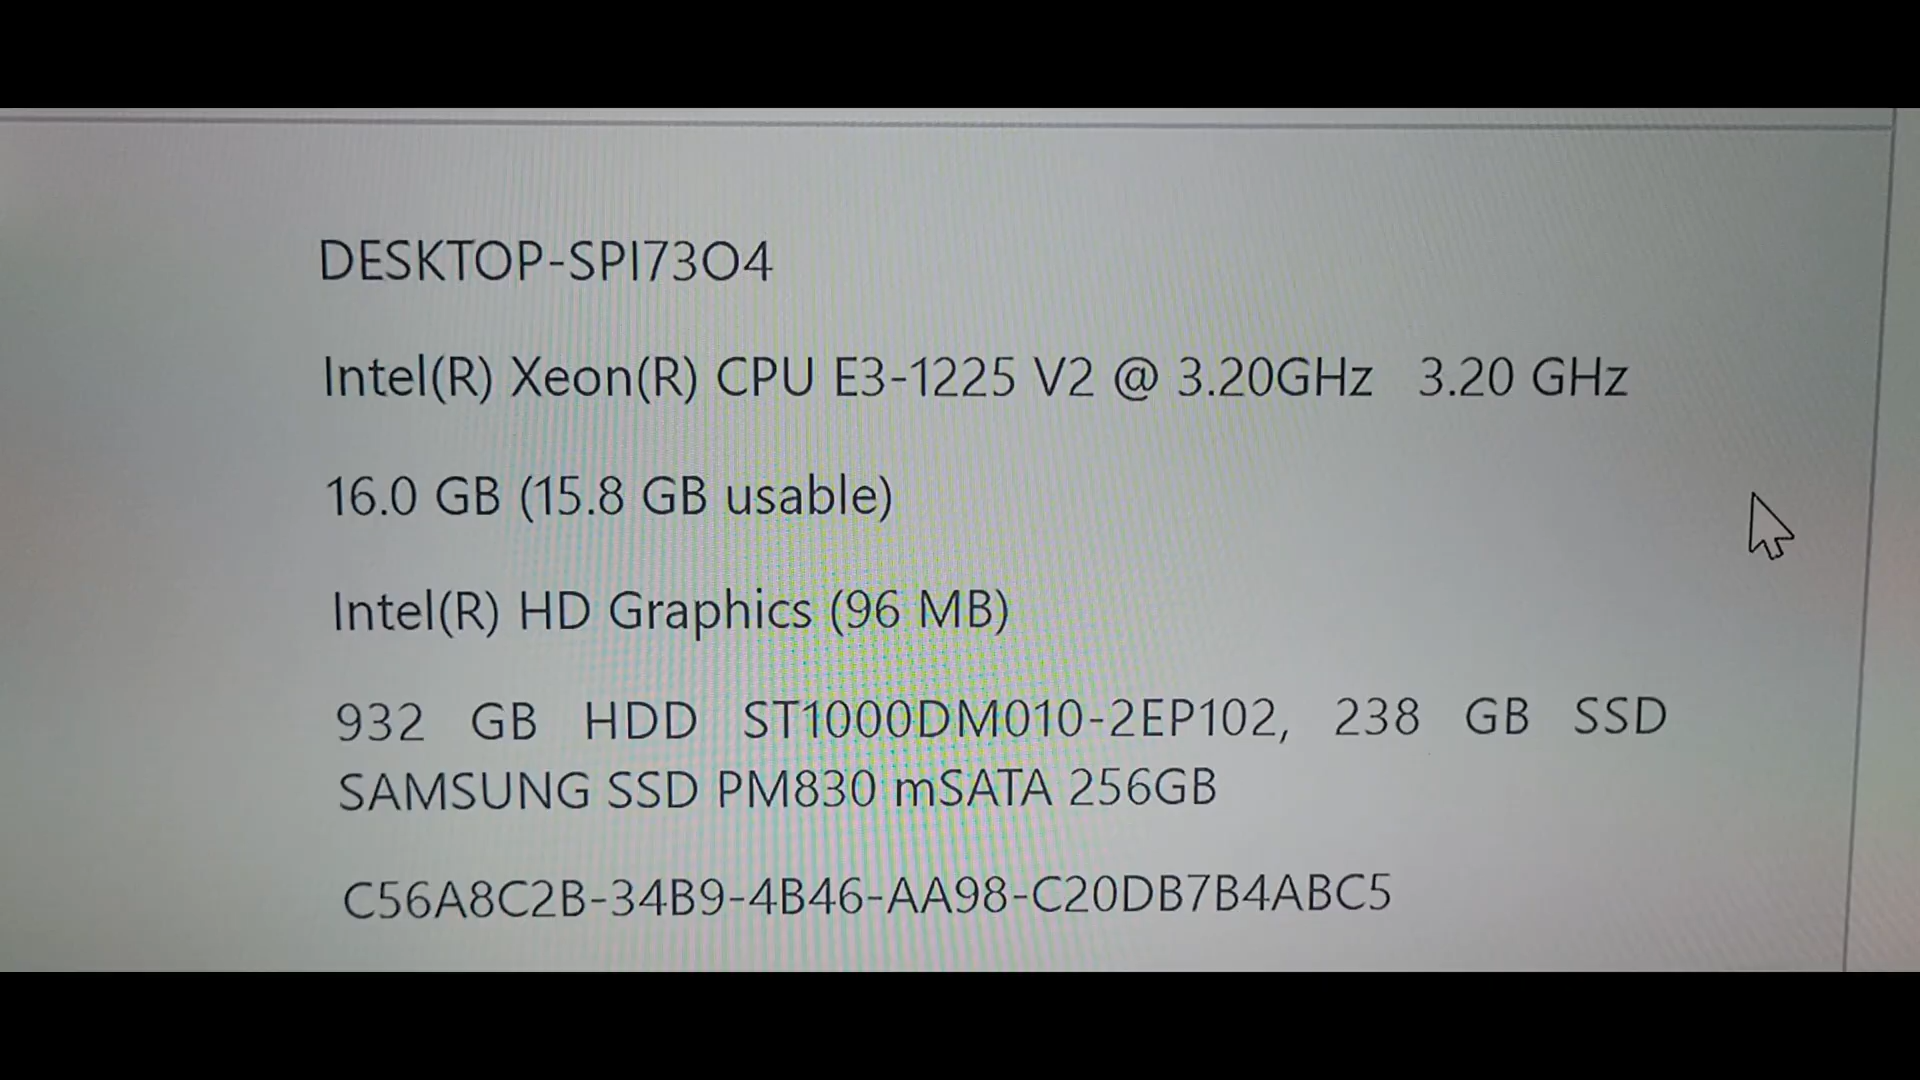 DESKTOP-SPI73O4
Intel(R) Xeon(R) CPU E3-1225 V2 @ 3.20GHz 3.20 GHz
16.0 GB (15.8 GB usable)
Intel(R) HD Graphics (96 MB)
932 GB HDD ST1000DM010-2EP102, 238 GB SSD
SAMSUNG SSD PM830 mSATA 256GB
C56A8C2B-34B9-4B46-AA98-C20DB7B4ABC5